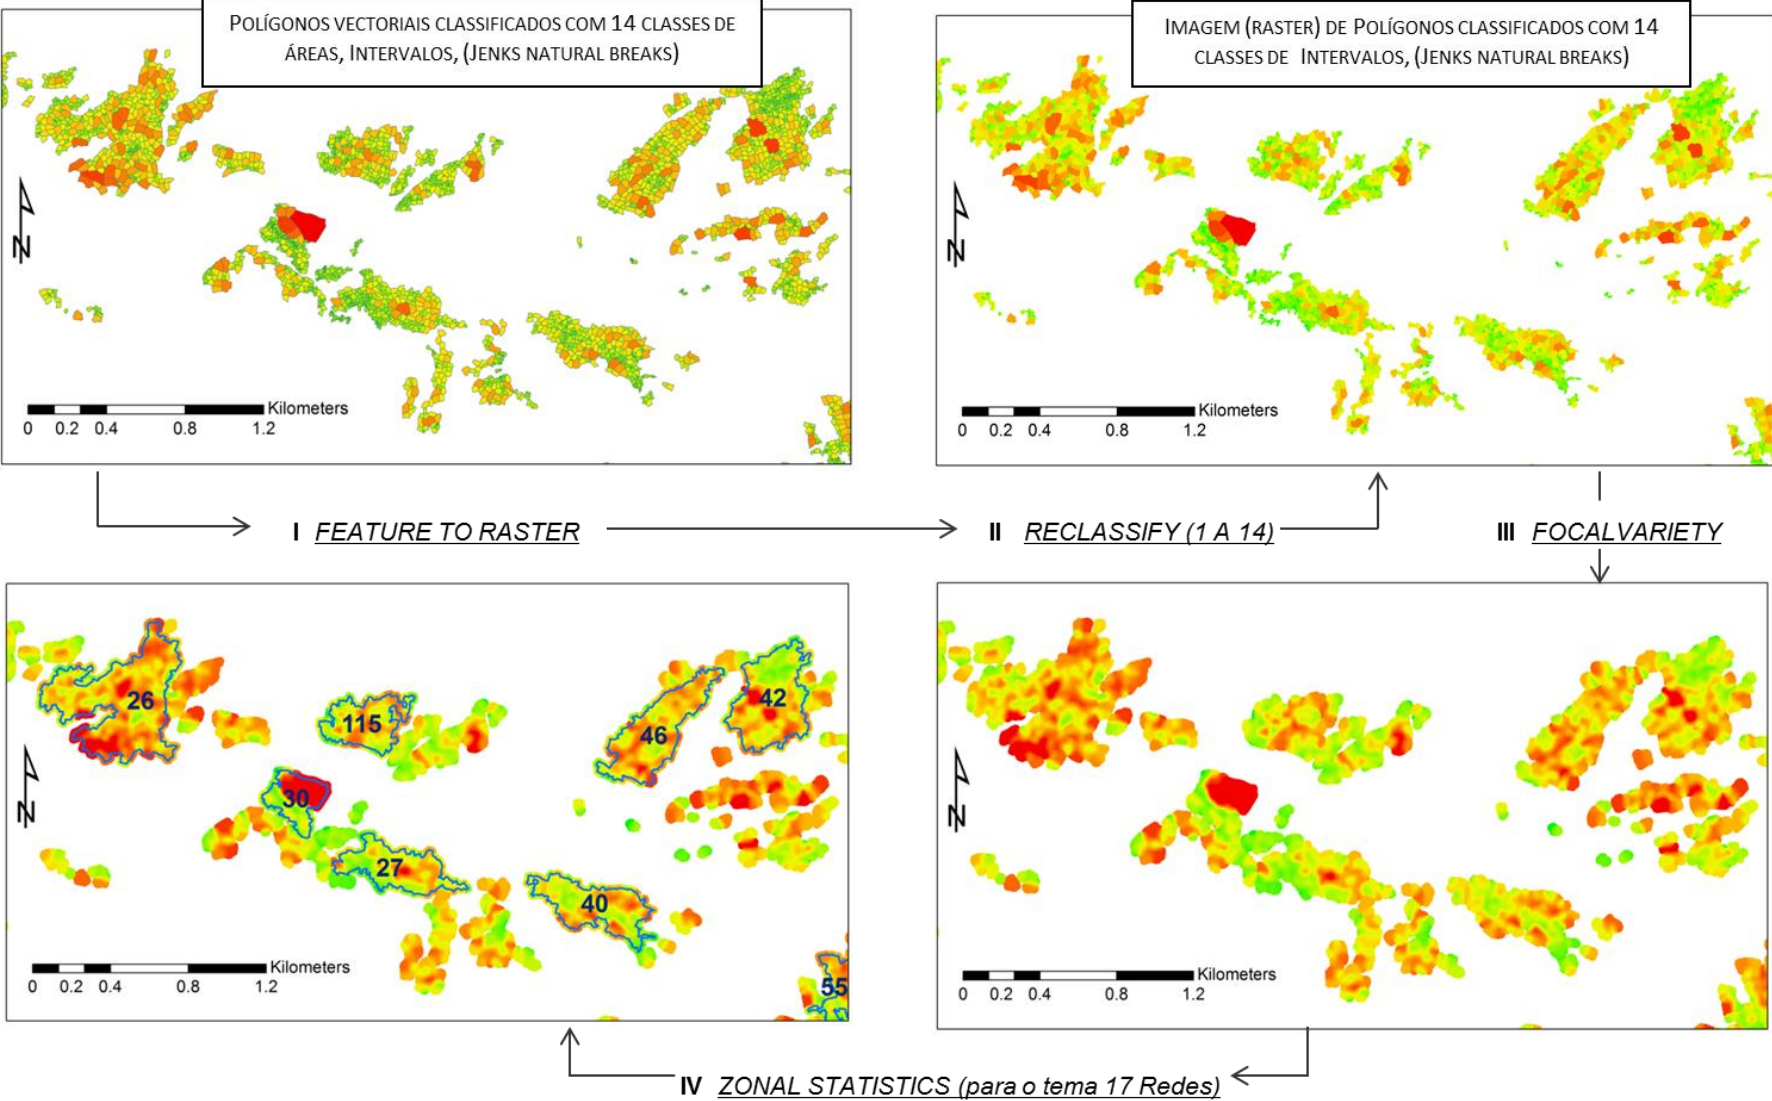 POLÍGONOS VECTORIAIS CLASSIFICADOS COM 14 CLASSES DE
ÁREAS, INTERVALOS, (JENKS NATURAL BREAKS)
IMAGEM (RASTER) DE POLÍGONOS CLASSIFICADOS COM 14
CLASSES DE INTERVALOS, (JENKS NATURAL BREAKS)
N
Kilometers
0 0.2 0.4 0.8 1.2
N
Kilometers
0 0.2 0.4 0.8 1.2
I FEATURE TO RASTER
II RECLASSIFY (1 A 14)
III FOCALVARIETY
26
115
46
42
30
27
40
55
N
Kilometers
0 0.2 0.4 0.8 1.2
N
Kilometers
0 0.2 0.4 0.8 1.2
IV ZONAL STATISTICS (para o tema 17 Redes)